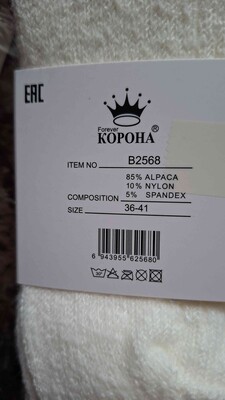 EAC
Forever
КОРОНА®
ITEM NO B2568
85% ALPACA
10% NYLON
COMPOSITION 5% SPANDEX
SIZE 36-41
6 943955 625680